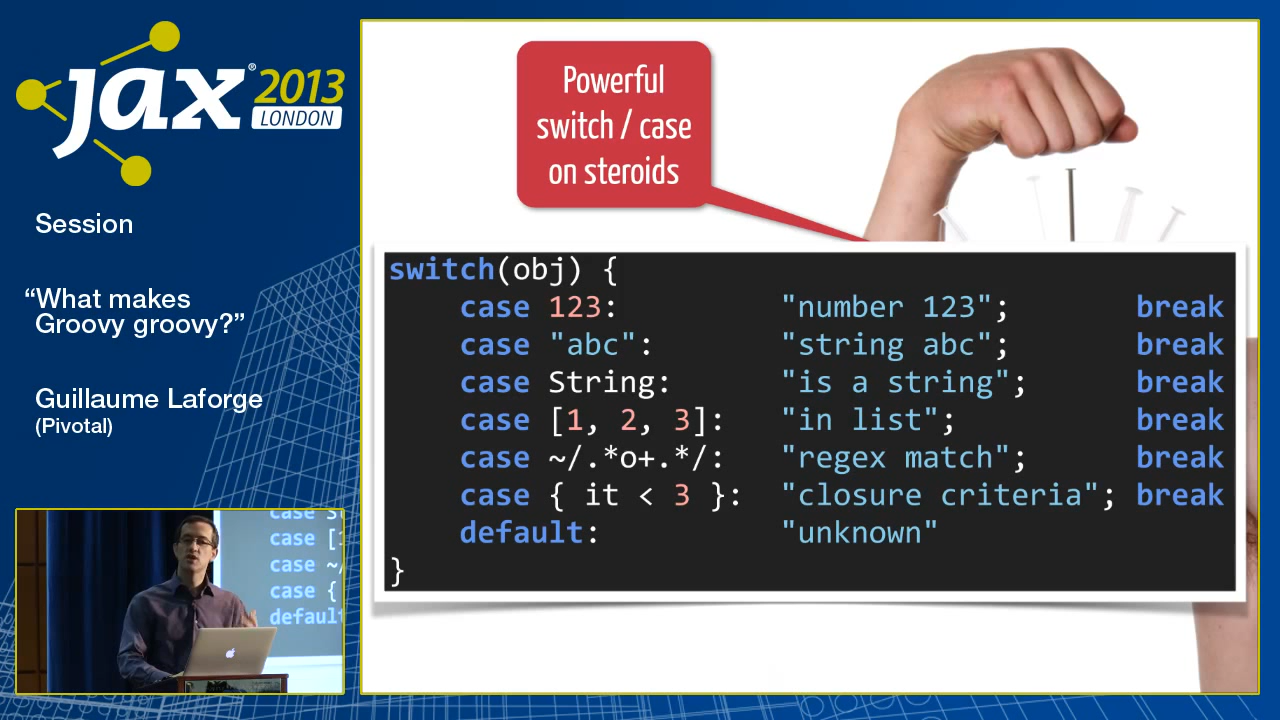 jax® 2013
LONDON
Session
“What makes
Groovy groovy?”
Guillaume Laforge
(Pivotal)
Powerful
switch / case
on steroids
switch(obj) {
case 123: "number 123"; break
case "abc": "string abc"; break
case String: "is a string"; break
case [1, 2, 3]: "in list"; break
case ~/.*o+.*/: "regex match"; break
case { it < 3 }: "closure criteria"; break
default: "unknown"
}
case S
case [
case ~/
case {
default